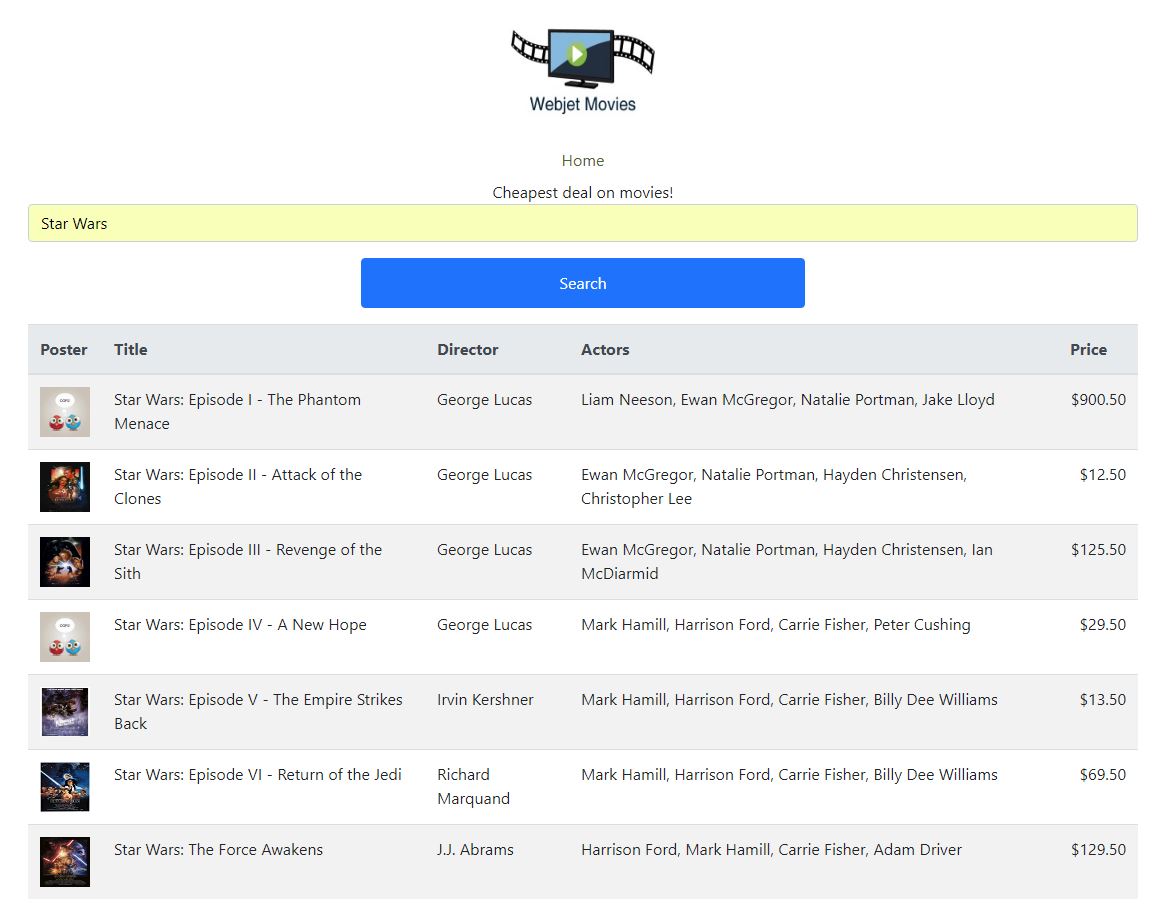 Webjet Movies
Home
Cheapest deal on movies!
Star Wars
Search
Poster Title Director Actors Price
Star Wars: Episode I - The Phantom Menace George Lucas Liam Neeson, Ewan McGregor, Natalie Portman, Jake Lloyd $900.50
Star Wars: Episode II - Attack of the Clones George Lucas Ewan McGregor, Natalie Portman, Hayden Christensen, Christopher Lee $12.50
Star Wars: Episode III - Revenge of the Sith George Lucas Ewan McGregor, Natalie Portman, Hayden Christensen, Ian McDiarmid $125.50
Star Wars: Episode IV - A New Hope George Lucas Mark Hamill, Harrison Ford, Carrie Fisher, Peter Cushing $29.50
Star Wars: Episode V - The Empire Strikes Back Irvin Kershner Mark Hamill, Harrison Ford, Carrie Fisher, Billy Dee Williams $13.50
Star Wars: Episode VI - Return of the Jedi Richard Marquand Mark Hamill, Harrison Ford, Carrie Fisher, Billy Dee Williams $69.50
Star Wars: The Force Awakens J.J. Abrams Harrison Ford, Mark Hamill, Carrie Fisher, Adam Driver $129.50